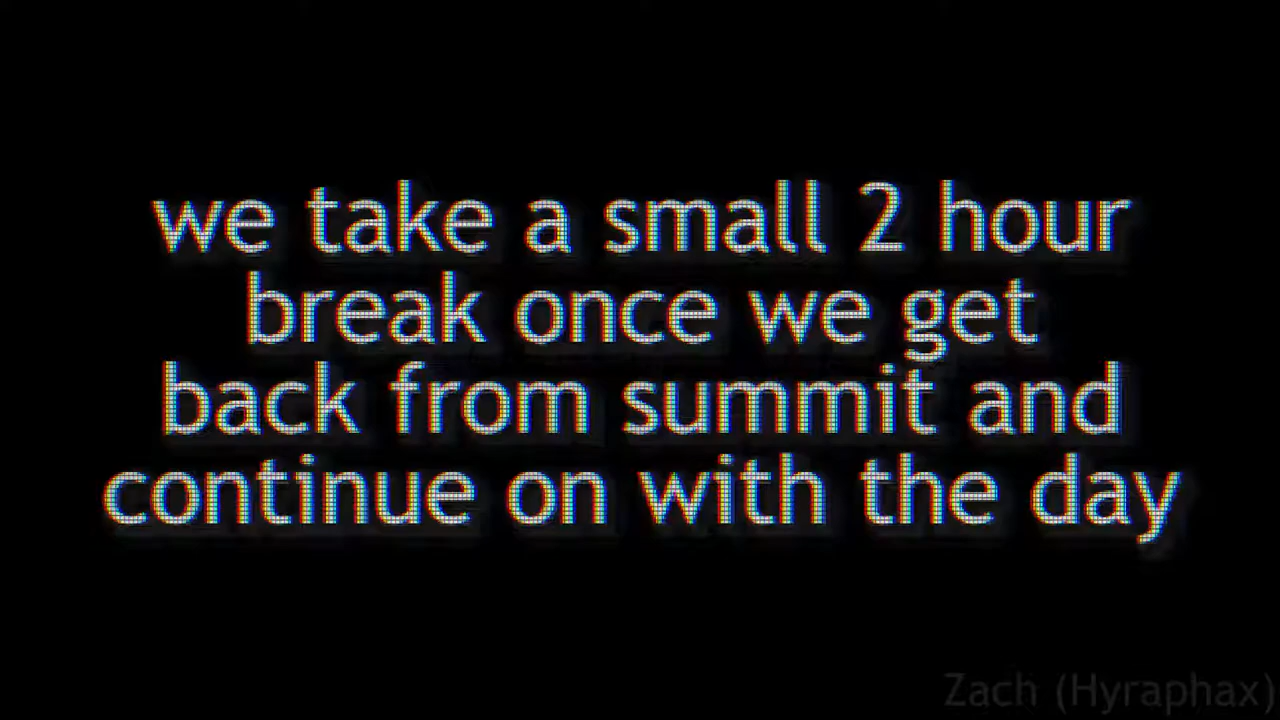 we take a small 2 hour
break once we get
back from summit and
continue on with the day
Zach (Hyraphax)